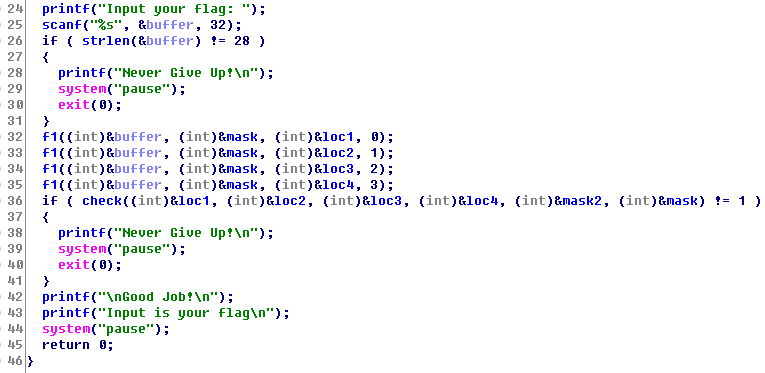 24 printf("Input your flag: ");
25 scanf("%s", &buffer, 32);
26 if ( strlen(&buffer) != 28 )
27 {
28 printf("Never Give Up!\n");
29 system("pause");
30 exit(0);
31 }
32 f1((int)&buffer, (int)&mask, (int)&loc1, 0);
33 f1((int)&buffer, (int)&mask, (int)&loc2, 1);
34 f1((int)&buffer, (int)&mask, (int)&loc3, 2);
35 f1((int)&buffer, (int)&mask, (int)&loc4, 3);
36 if ( check((int)&loc1, (int)&loc2, (int)&loc3, (int)&loc4, (int)&mask2, (int)&mask) != 1 )
37 {
38 printf("Never Give Up!\n");
39 system("pause");
40 exit(0);
41 }
42 printf("\nGood Job!\n");
43 printf("Input is your flag\n");
44 system("pause");
45 return 0;
46 }